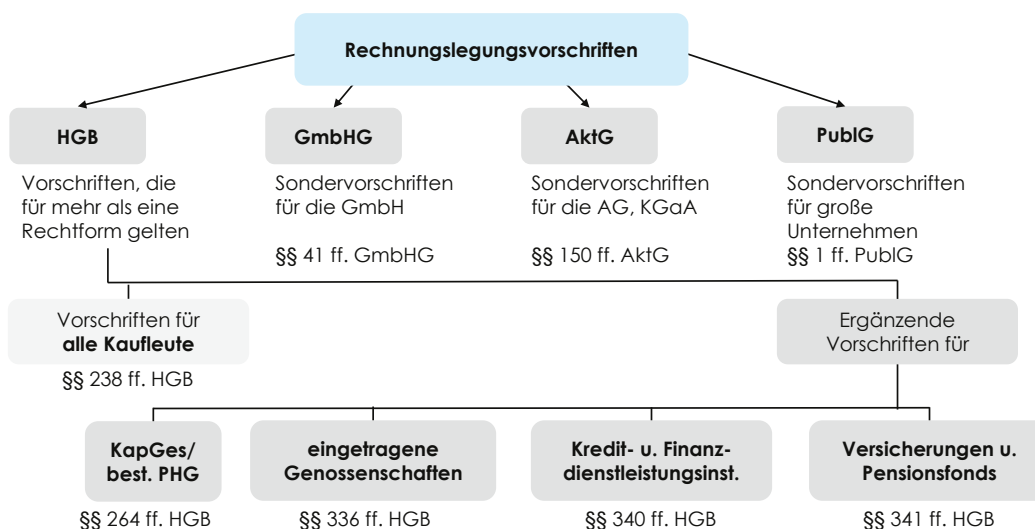 Rechnungslegungsvorschriften
HGB
Vorschriften, die
für mehr als eine
Rechtform gelten
GmbHG
Sondervorschriften
für die GmbH
§§ 41 ff. GmbHG
AktG
Sondervorschriften
für die AG, KGaA
§§ 150 ff. AktG
PublG
Sondervorschriften
für große
Unternehmen
§§ 1 ff. PublG
Vorschriften für
alle Kaufleute
§§ 238 ff. HGB
Ergänzende
Vorschriften für
KapGes/
best. PHG
§§ 264 ff. HGB
eingetragene
Genossenschaften
§§ 336 ff. HGB
Kredit- u. Finanz-
dienstleistungsinst.
§§ 340 ff. HGB
Versicherungen u.
Pensionsfonds
§§ 341 ff. HGB